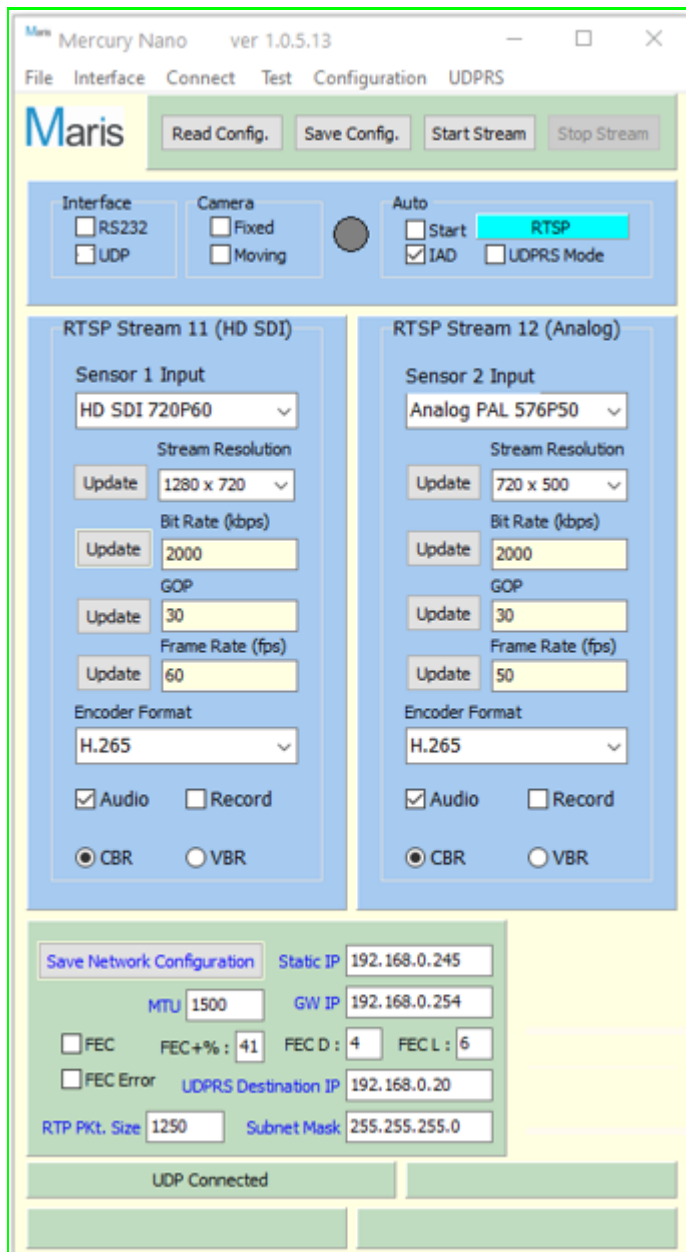 Maris Mercury Nano ver 1.0.5.13
File Interface Connect Test Configuration UDPRS
Maris Read Config. Save Config. Start Stream Stop Stream
Interface Camera Auto
RS232 Fixed Start RTSP
UDP Moving IAD UDPRS Mode
RTSP Stream 11 (HD SDI)
Sensor 1 Input
HD SDI 720P60
Stream Resolution
Update 1280 x 720
Bit Rate (kbps)
Update 2000
GOP
Update 30
Frame Rate (fps)
Update 60
Encoder Format
H.265
Audio Record
CBR VBR
RTSP Stream 12 (Analog)
Sensor 2 Input
Analog PAL 576P50
Stream Resolution
Update 720 x 500
Bit Rate (kbps)
Update 2000
GOP
Update 30
Frame Rate (fps)
Update 50
Encoder Format
H.265
Audio Record
CBR VBR
Save Network Configuration Static IP 192.168.0.245
MTU 1500 GW IP 192.168.0.254
FEC FEC+% : 41 FEC D : 4 FEC L : 6
FEC Error UDPRS Destination IP 192.168.0.20
RTP PKt. Size 1250 Subnet Mask 255.255.255.0
UDP Connected